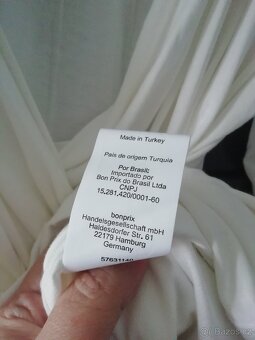 Made in Turkey
País de origem Turquia
Por Brasil:
Importado por
Bon Prix do Brasil Ltda
CNPJ
15.281.420/0001-60
bonprix
Handelsgesellschaft mbH
Haldesdorfer Str. 61
22179 Hamburg
Germany